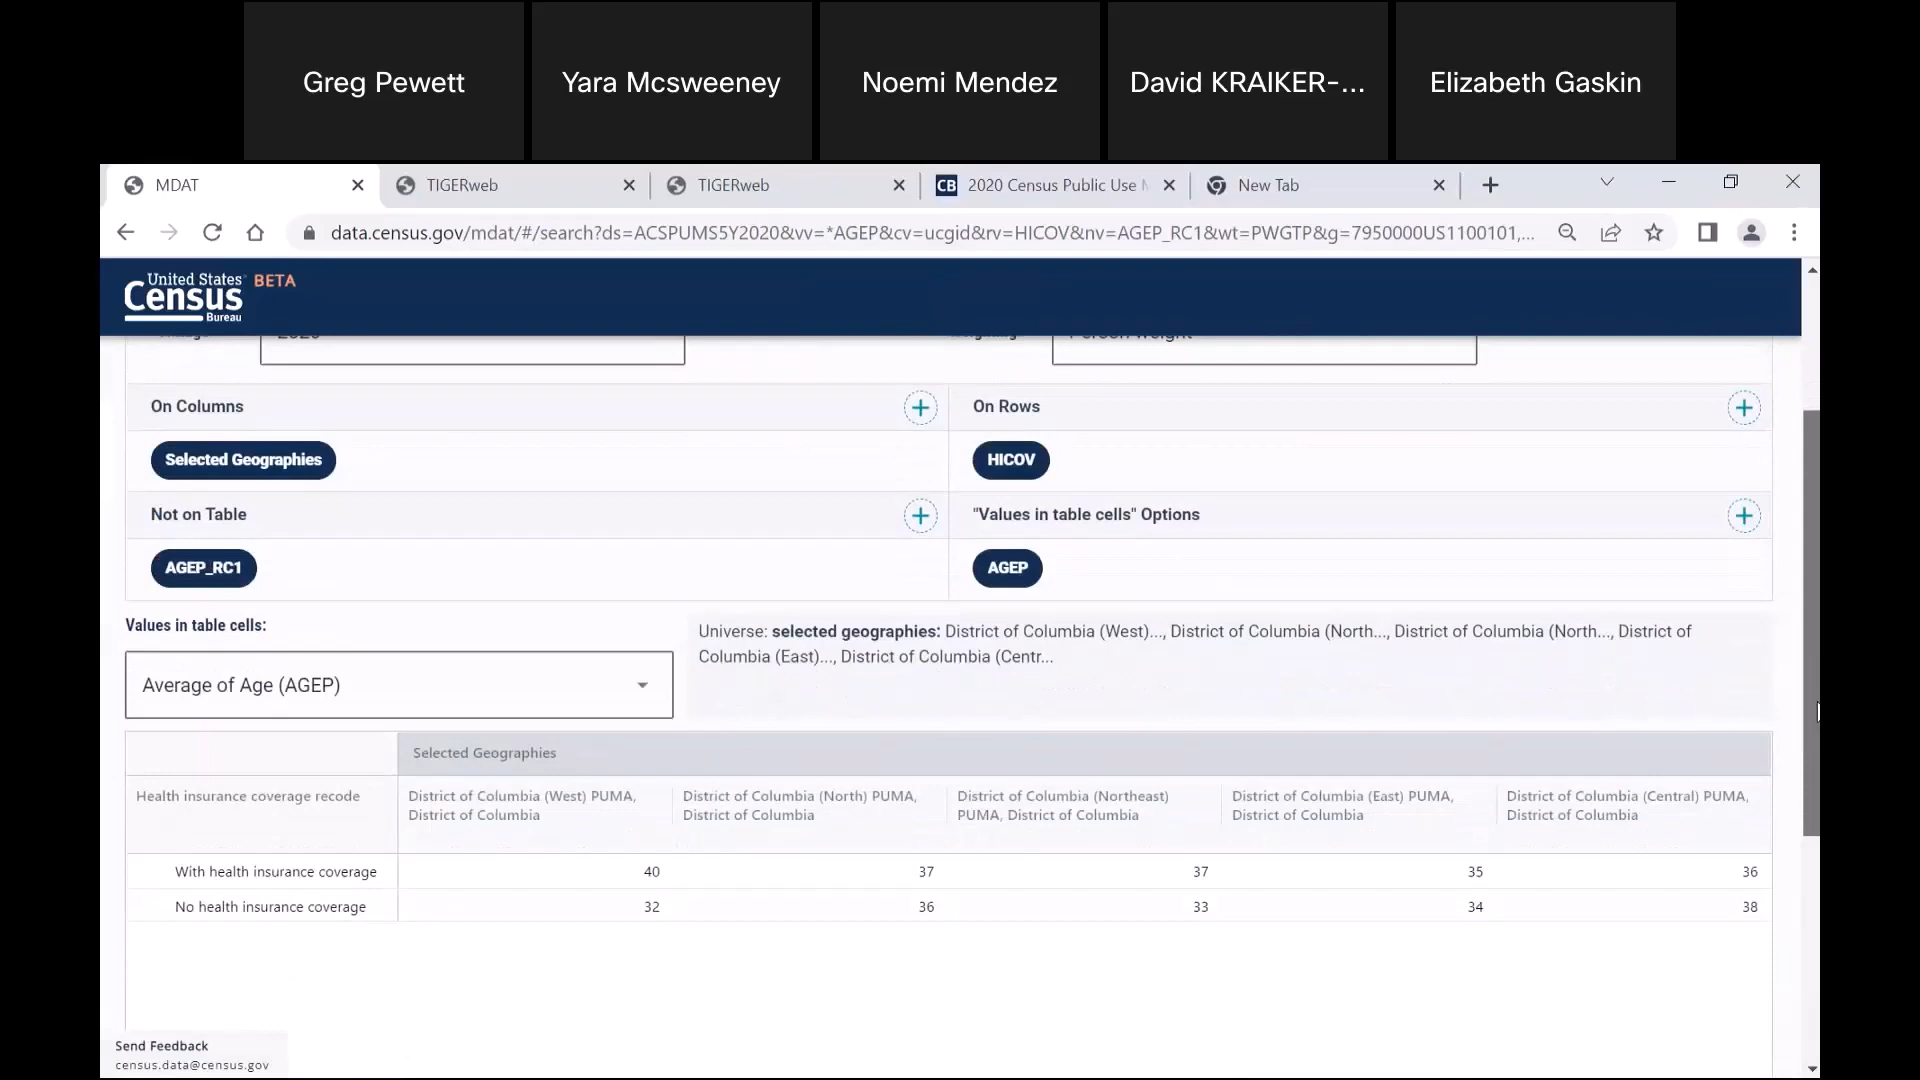 Greg Pewett
Yara Mcsweeney
Noemi Mendez
David KRAIKER-...
Elizabeth Gaskin
MDAT
TIGERweb
TIGERweb
CB 2020 Census Public Use
New Tab
data.census.gov/mdat/#/search?ds=ACSPUMS5Y2020&vv=*AGEP&cv=ucgid&rv=HICOV&nv=AGEP_RC1&wt=PWGTP&g=7950000US1100101,...
United States
Census
Bureau
BETA
2020
Person weight
On Columns
On Rows
Selected Geographies
HICOV
Not on Table
"Values in table cells" Options
AGEP_RC1
AGEP
Values in table cells:
Average of Age (AGEP)
Universe: selected geographies: District of Columbia (West)..., District of Columbia (North..., District of Columbia (North..., District of
Columbia (East)..., District of Columbia (Centr...
Selected Geographies
Health insurance coverage recode
District of Columbia (West) PUMA,
District of Columbia
District of Columbia (North) PUMA,
District of Columbia
District of Columbia (Northeast)
PUMA, District of Columbia
District of Columbia (East) PUMA,
District of Columbia
District of Columbia (Central) PUMA,
District of Columbia
With health insurance coverage 40 37 37 35 36
No health insurance coverage 32 36 33 34 38
Send Feedback
census.data@census.gov